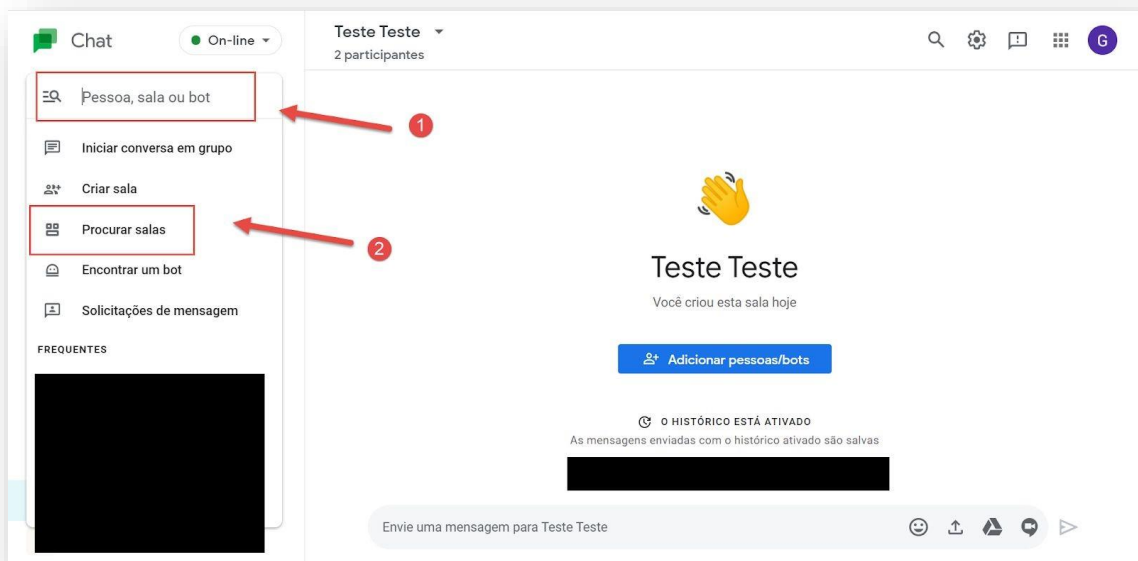 Chat
On-line
Teste Teste
2 participantes
G
Pessoa, sala ou bot
1
Iniciar conversa em grupo
Criar sala
Procurar salas
2
Encontrar um bot
Solicitações de mensagem
FREQUENTES
Teste Teste
Você criou esta sala hoje
Adicionar pessoas/bots
O HISTÓRICO ESTÁ ATIVADO
As mensagens enviadas com o histórico ativado são salvas
Envie uma mensagem para Teste Teste